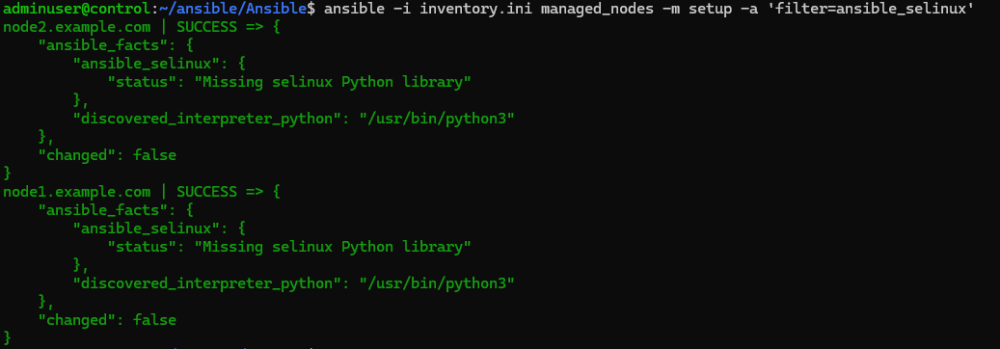 adminuser@control:~/ansible/Ansible$ ansible -i inventory.ini managed_nodes -m setup -a 'filter=ansible_selinux'
node2.example.com | SUCCESS => {
    "ansible_facts": {
        "ansible_selinux": {
            "status": "Missing selinux Python library"
        },
        "discovered_interpreter_python": "/usr/bin/python3"
    },
    "changed": false
}
node1.example.com | SUCCESS => {
    "ansible_facts": {
        "ansible_selinux": {
            "status": "Missing selinux Python library"
        },
        "discovered_interpreter_python": "/usr/bin/python3"
    },
    "changed": false
}